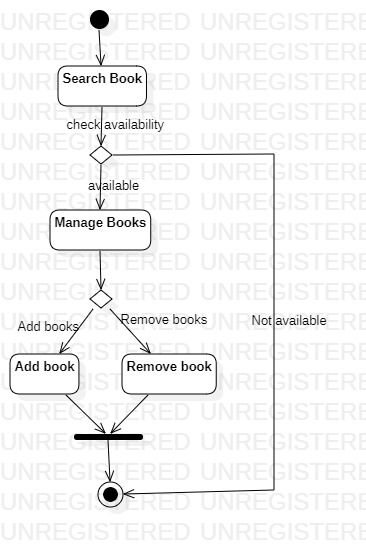 Search Book
check availability
available
Manage Books
Add books
Remove books
Not available
Add book
Remove book
UNREGISTERED